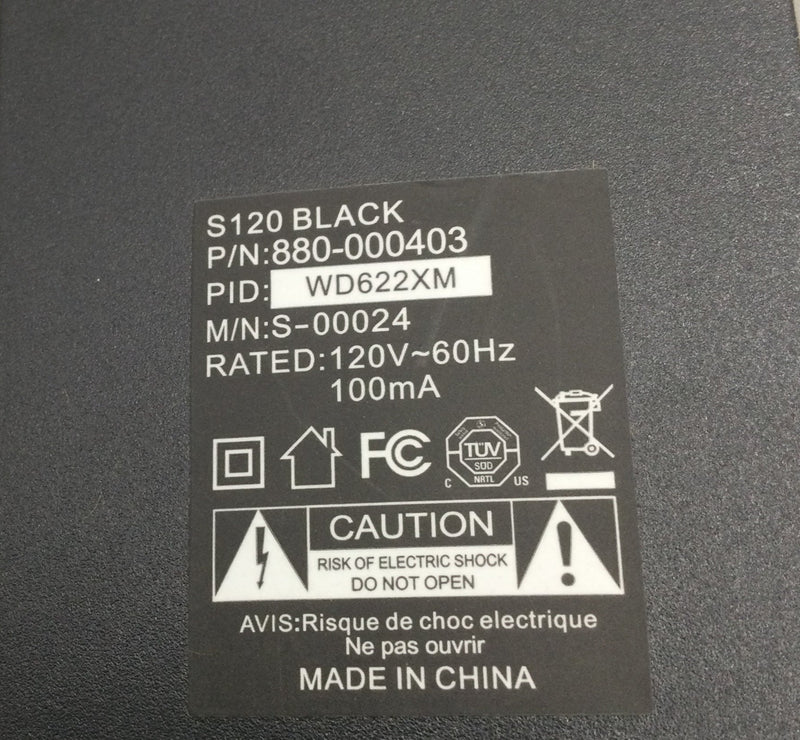 S120 BLACK
P/N:880-000403
PID: WD622XM
M/N:S-00024
RATED:120V~60Hz
100mA
FC
TÜV
SÜD
NRTL
C US
CAUTION
RISK OF ELECTRIC SHOCK
DO NOT OPEN
AVIS:Risque de choc electrique
Ne pas ouvrir
MADE IN CHINA